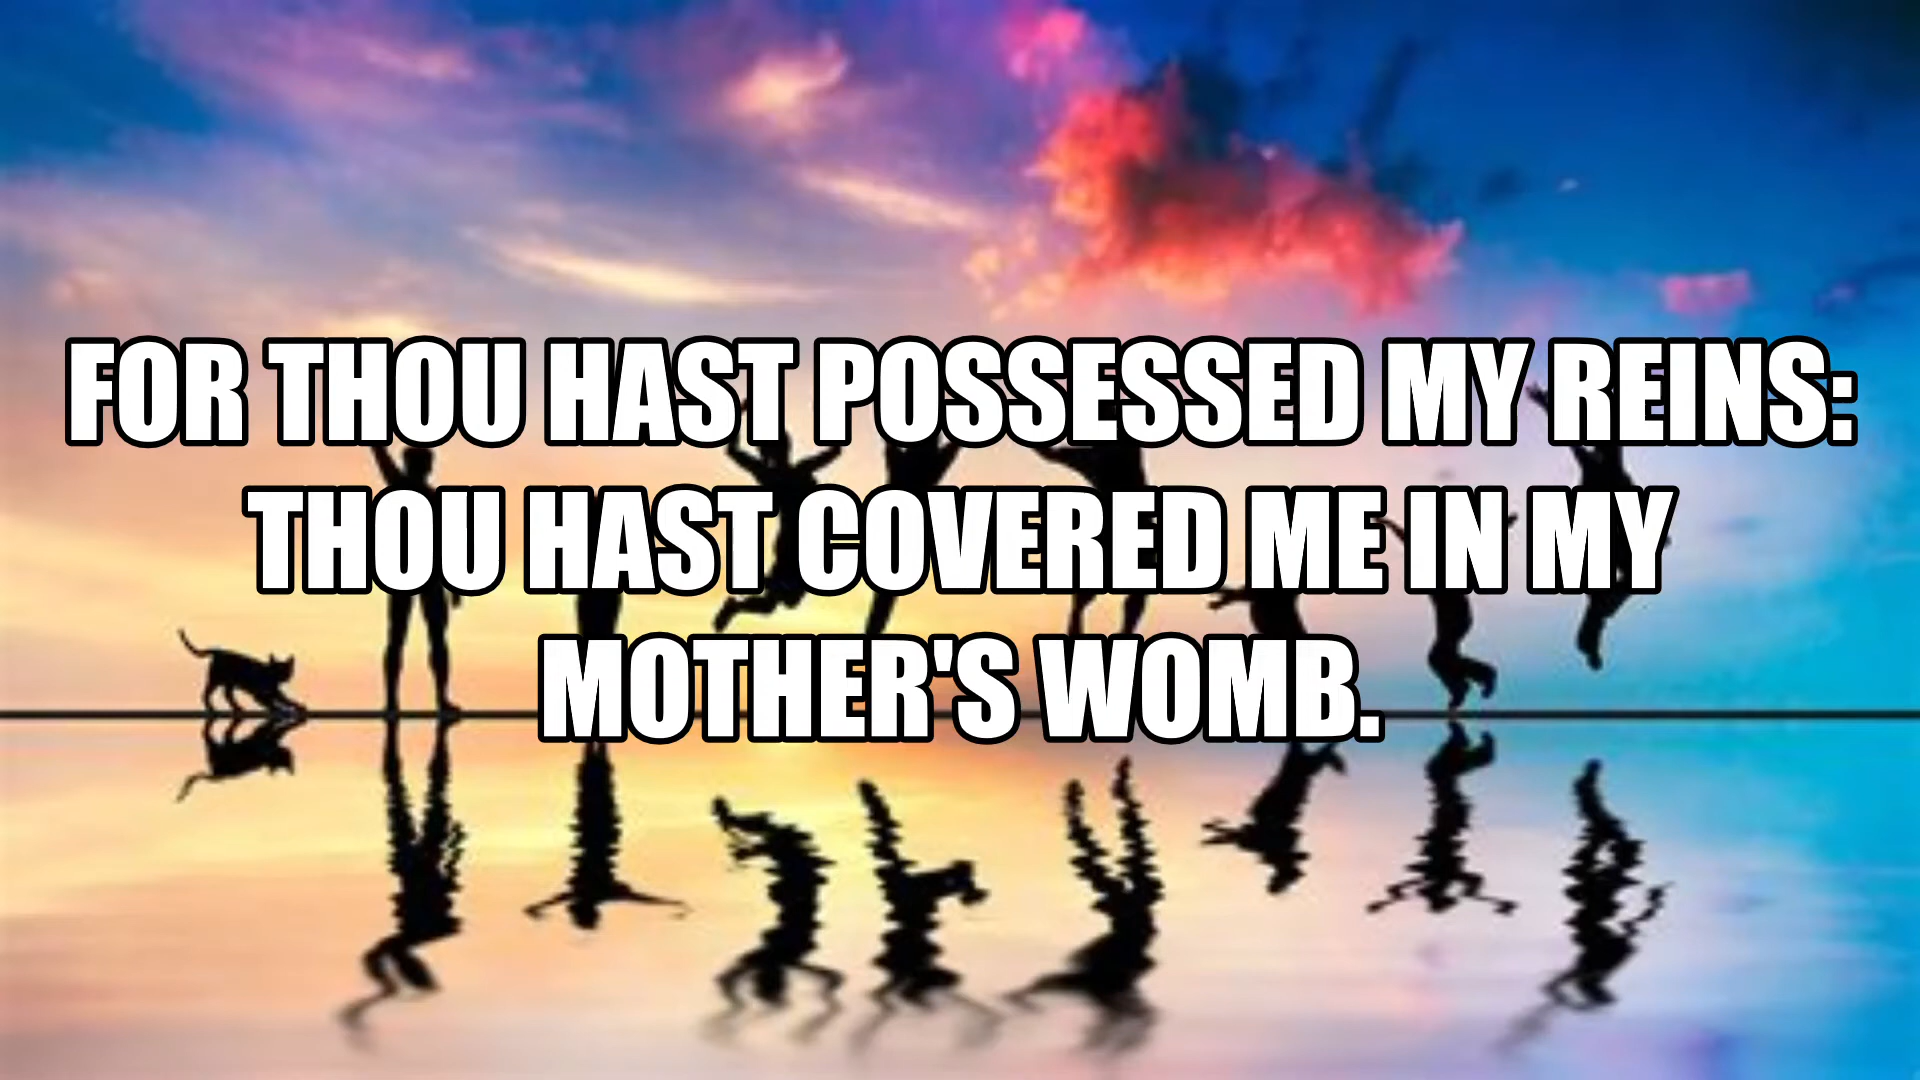 FOR THOU HAST POSSESSED MY REINS:
THOU HAST COVERED ME IN MY
MOTHER'S WOMB.